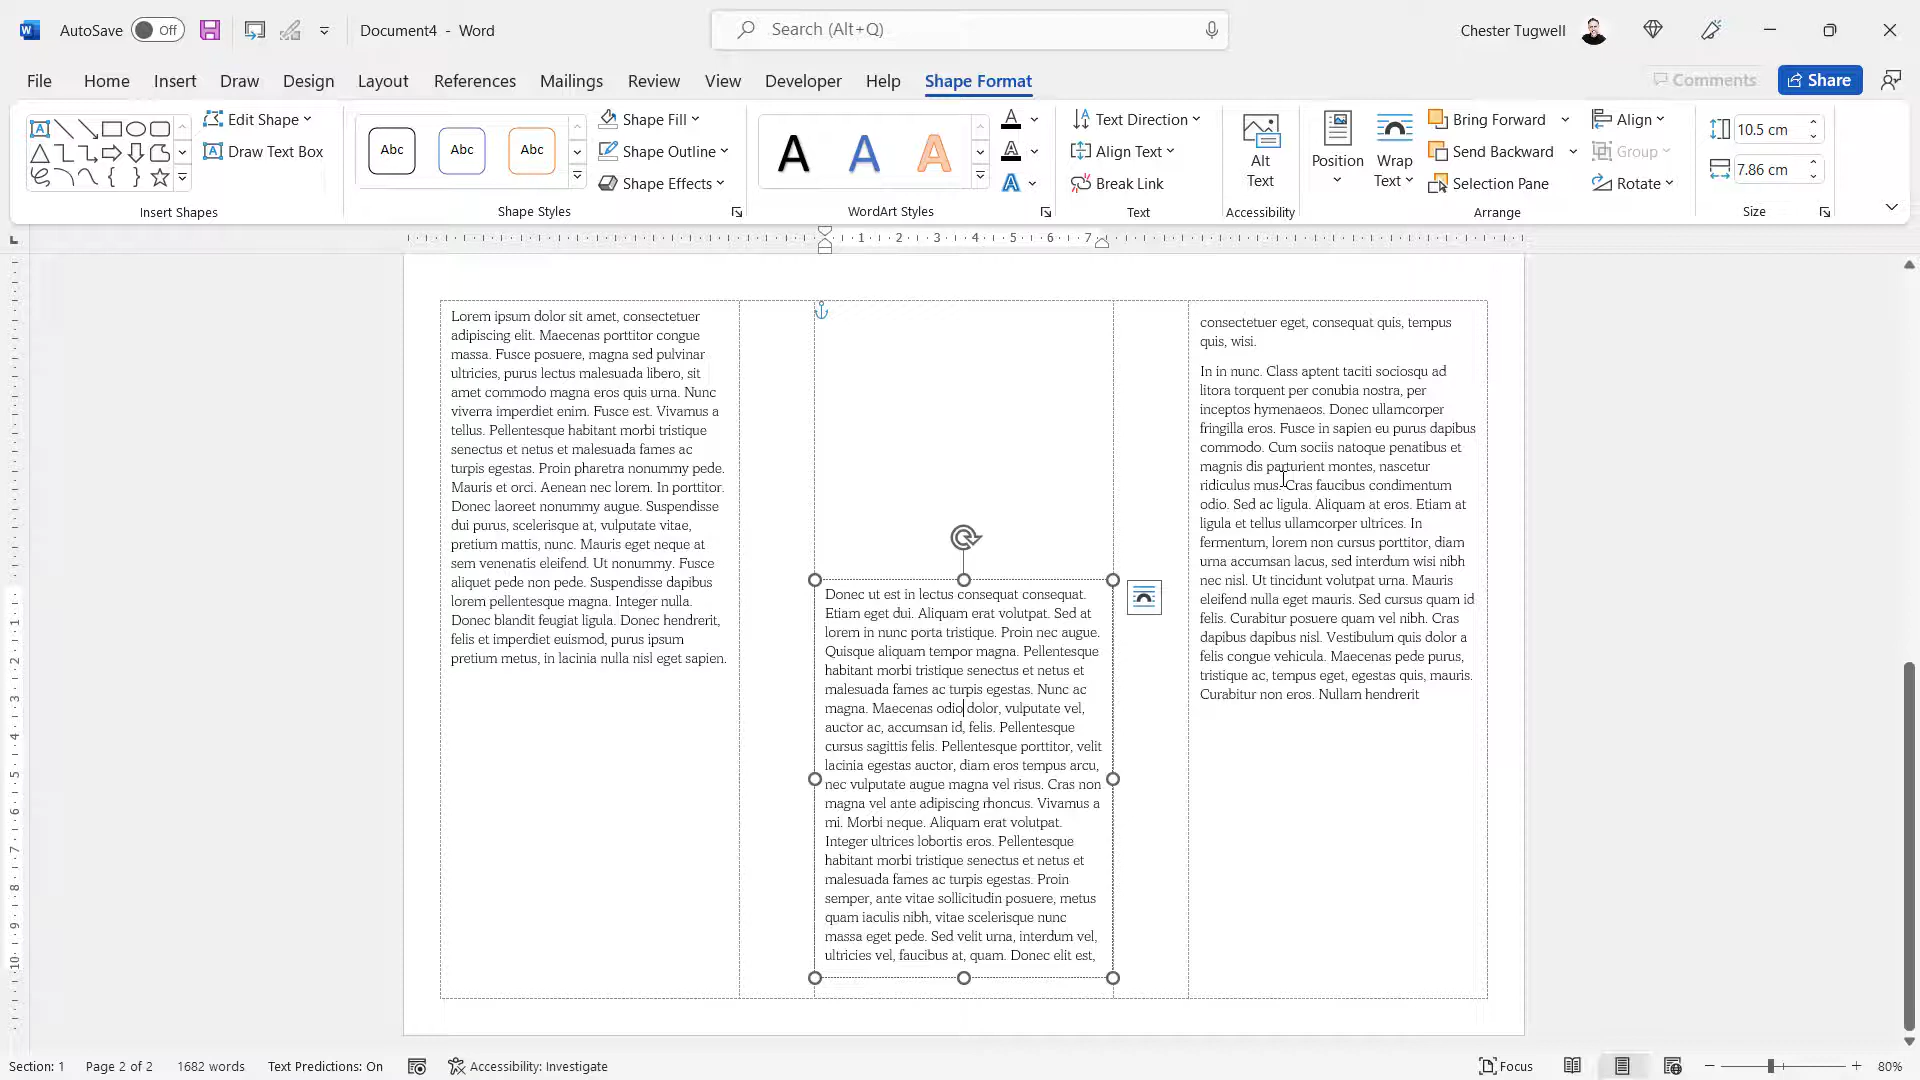 AutoSave Off Document4 - Word Search (Alt+Q) Chester Tugwell
File Home Insert Draw Design Layout References Mailings Review View Developer Help Shape Format Comments Share
Edit Shape
Draw Text Box
Insert Shapes
Abc Abc Abc
Shape Fill
Shape Outline
Shape Effects
Shape Styles
A A A
WordArt Styles
Text Direction
Align Text
Break Link
Text
Alt
Text
Accessibility
Position
Wrap
Text
Bring Forward
Send Backward
Selection Pane
Align
Group
Rotate
Arrange
10.5 cm
7.86 cm
Size
1 2 3 4 5 6 7
Lorem ipsum dolor sit amet, consectetuer
adipiscing elit. Maecenas porttitor congue
massa. Fusce posuere, magna sed pulvinar
ultricies, purus lectus malesuada libero, sit
amet commodo magna eros quis urna. Nunc
viverra imperdiet enim. Fusce est. Vivamus a
tellus. Pellentesque habitant morbi tristique
senectus et netus et malesuada fames ac
turpis egestas. Proin pharetra nonummy pede.
Mauris et orci. Aenean nec lorem. In porttitor.
Donec laoreet nonummy augue. Suspendisse
dui purus, scelerisque at, vulputate vitae,
pretium mattis, nunc. Mauris eget neque at
sem venenatis eleifend. Ut nonummy. Fusce
aliquet pede non pede. Suspendisse dapibus
lorem pellentesque magna. Integer nulla.
Donec blandit feugiat ligula. Donec hendrerit,
felis et imperdiet euismod, purus ipsum
pretium metus, in lacinia nulla nisl eget sapien.
Donec ut est in lectus consequat consequat.
Etiam eget dui. Aliquam erat volutpat. Sed at
lorem in nunc porta tristique. Proin nec augue.
Quisque aliquam tempor magna. Pellentesque
habitant morbi tristique senectus et netus et
malesuada fames ac turpis egestas. Nunc ac
magna. Maecenas odio dolor, vulputate vel,
auctor ac, accumsan id, felis. Pellentesque
cursus sagittis felis. Pellentesque porttitor, velit
lacinia egestas auctor, diam eros tempus arcu,
nec vulputate augue magna vel risus. Cras non
magna vel ante adipiscing rhoncus. Vivamus a
mi. Morbi neque. Aliquam erat volutpat.
Integer ultrices lobortis eros. Pellentesque
habitant morbi tristique senectus et netus et
malesuada fames ac turpis egestas. Proin
semper, ante vitae sollicitudin posuere, metus
quam iaculis nibh, vitae scelerisque nunc
massa eget pede. Sed velit urna, interdum vel,
ultricies vel, faucibus at, quam. Donec elit est,
consectetuer eget, consequat quis, tempus
quis, wisi.
In in nunc. Class aptent taciti sociosqu ad
litora torquent per conubia nostra, per
inceptos hymenaeos. Donec ullamcorper
fringilla eros. Fusce in sapien eu purus dapibus
commodo. Cum sociis natoque penatibus et
magnis dis parturient montes, nascetur
ridiculus mus. Cras faucibus condimentum
odio. Sed ac ligula. Aliquam at eros. Etiam at
ligula et tellus ullamcorper ultrices. In
fermentum, lorem non cursus porttitor, diam
urna accumsan lacus, sed interdum wisi nibh
nec nisl. Ut tincidunt volutpat urna. Mauris
eleifend nulla eget mauris. Sed cursus quam id
felis. Curabitur posuere quam vel nibh. Cras
dapibus dapibus nisl. Vestibulum quis dolor a
felis congue vehicula. Maecenas pede purus,
tristique ac, tempus eget, egestas quis, mauris.
Curabitur non eros. Nullam hendrerit
1
2
3
4
5
6
7
8
9
10
Section: 1 Page 2 of 2 1682 words Text Predictions: On Accessibility: Investigate Focus 80%